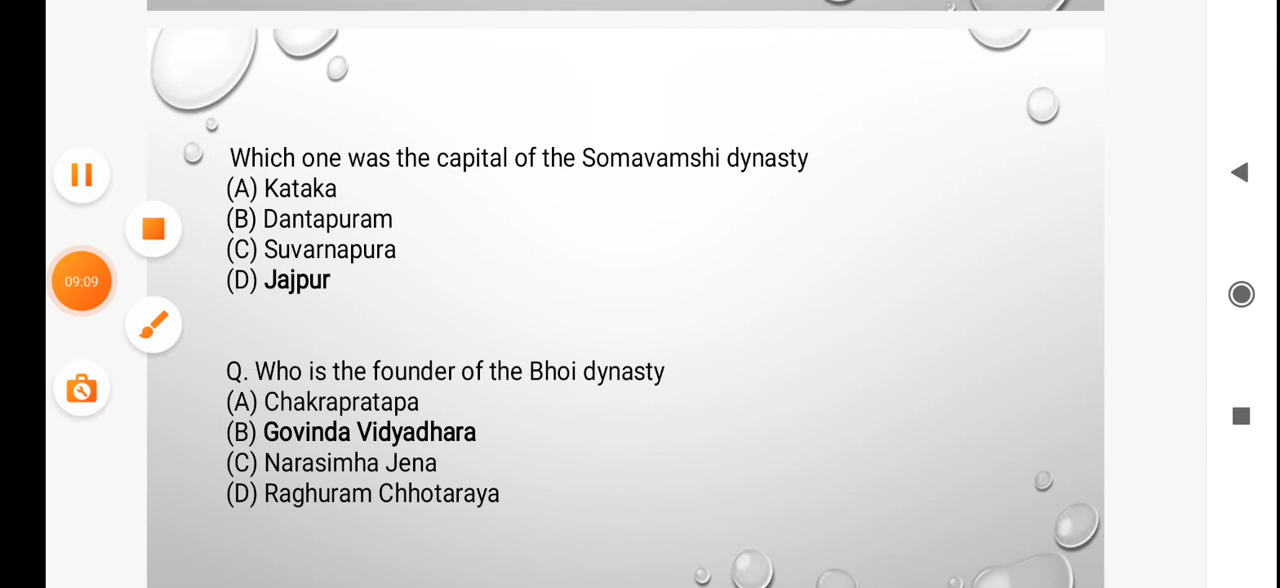 Which one was the capital of the Somavamshi dynasty
(A) Kataka
(B) Dantapuram
(C) Suvarnapura
(D) Jajpur
09:09
Q. Who is the founder of the Bhoi dynasty
(A) Chakrapratapa
(B) Govinda Vidyadhara
(C) Narasimha Jena
(D) Raghuram Chhotaraya